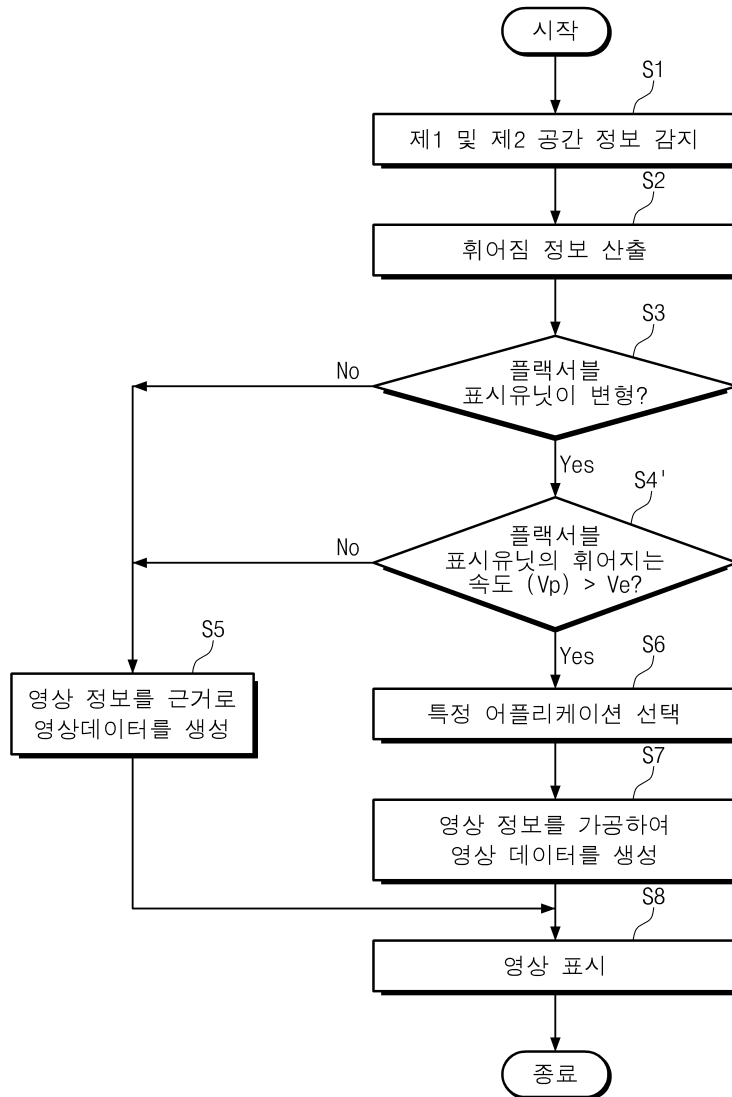 시작
S1
제1 및 제2 공간 정보 감지
S2
휘어짐 정보 산출
S3
플랙서블
표시유닛이 변형?
No
Yes
S4'
플랙서블
표시유닛의 휘어지는
속도 (Vp) > Ve?
No
Yes
S5
영상 정보를 근거로
영상데이터를 생성
S6
특정 어플리케이션 선택
S7
영상 정보를 가공하여
영상 데이터를 생성
S8
영상 표시
종료